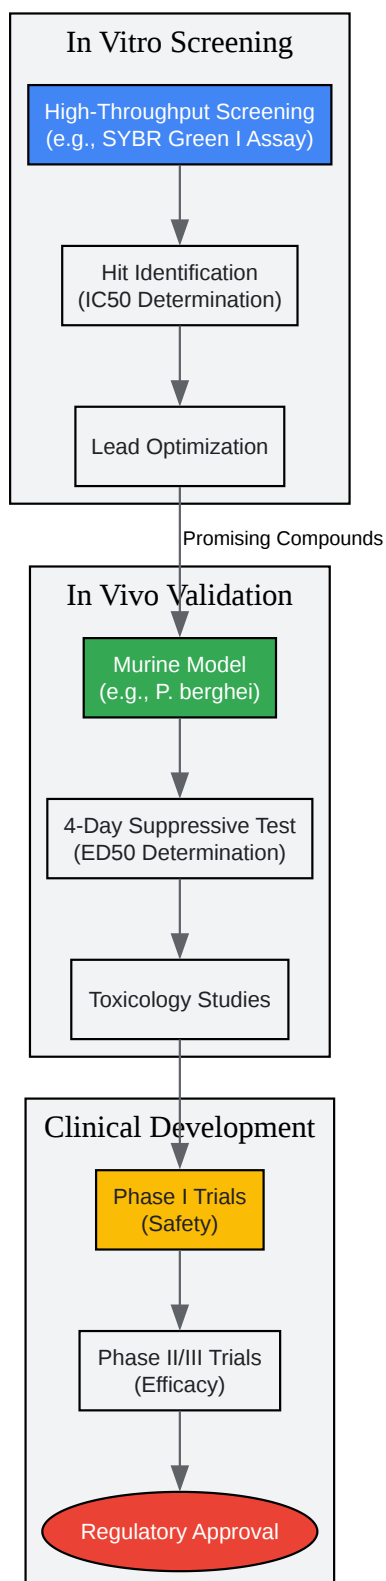 In Vitro Screening
High-Throughput Screening
(e.g., SYBR Green I Assay)
Hit Identification
(IC50 Determination)
Lead Optimization
Promising Compounds
In Vivo Validation
Murine Model
(e.g., P. berghei)
4-Day Suppressive Test
(ED50 Determination)
Toxicology Studies
Clinical Development
Phase I Trials
(Safety)
Phase II/III Trials
(Efficacy)
Regulatory Approval